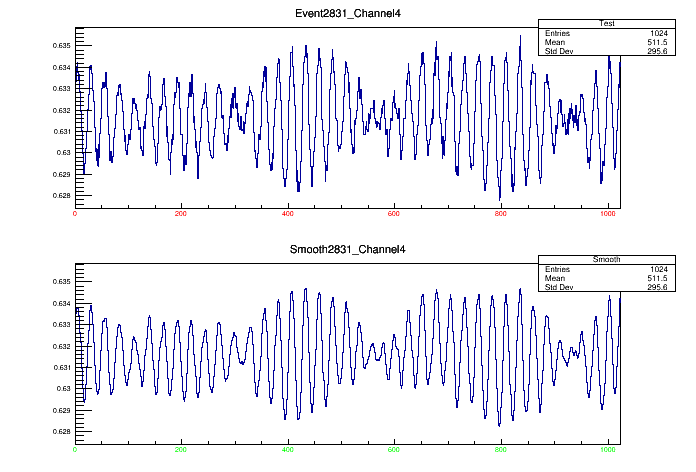 Event2831_Channel4
Test
Entries 1024
Mean 511.5
Std Dev 295.6
0.635
0.634
0.633
0.632
0.631
0.63
0.629
0.628
0 200 400 600 800 1000
Smooth2831_Channel4
Smooth
Entries 1024
Mean 511.5
Std Dev 295.6
0.635
0.634
0.633
0.632
0.631
0.63
0.629
0.628
0 200 400 600 800 1000